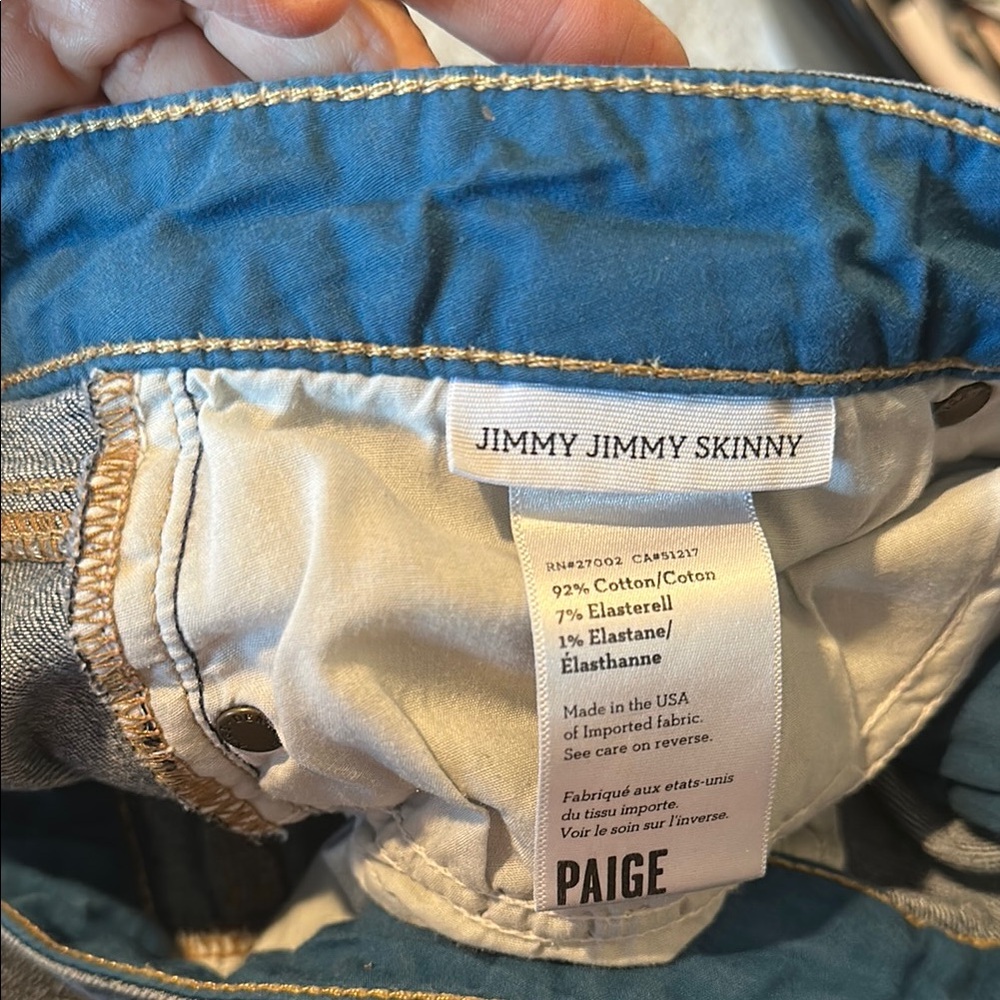 JIMMY JIMMY SKINNY
RN#27002 CA#51217
92% Cotton/Coton
7% Elasterell
1% Elastane/
Élasthanne
Made in the USA
of Imported fabric.
See care on reverse.
Fabriqué aux etats-unis
du tissu importe.
Voir le soin sur l'inverse.
PAIGE